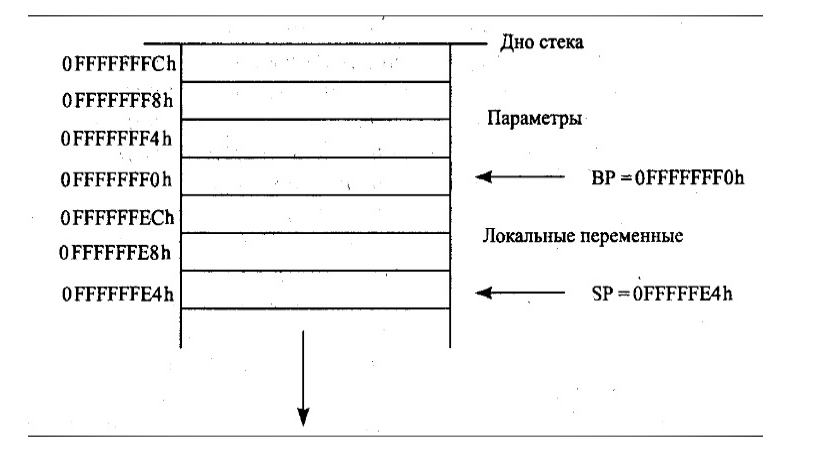 Дно стека
0FFFFFFFCh
0FFFFFFF8h
Параметры
0FFFFFFF4h
0FFFFFFF0h
BP = 0FFFFFFF0h
0FFFFFFECh
Локальные переменные
0FFFFFFE8h
0FFFFFFE4h
SP = 0FFFFFE4h